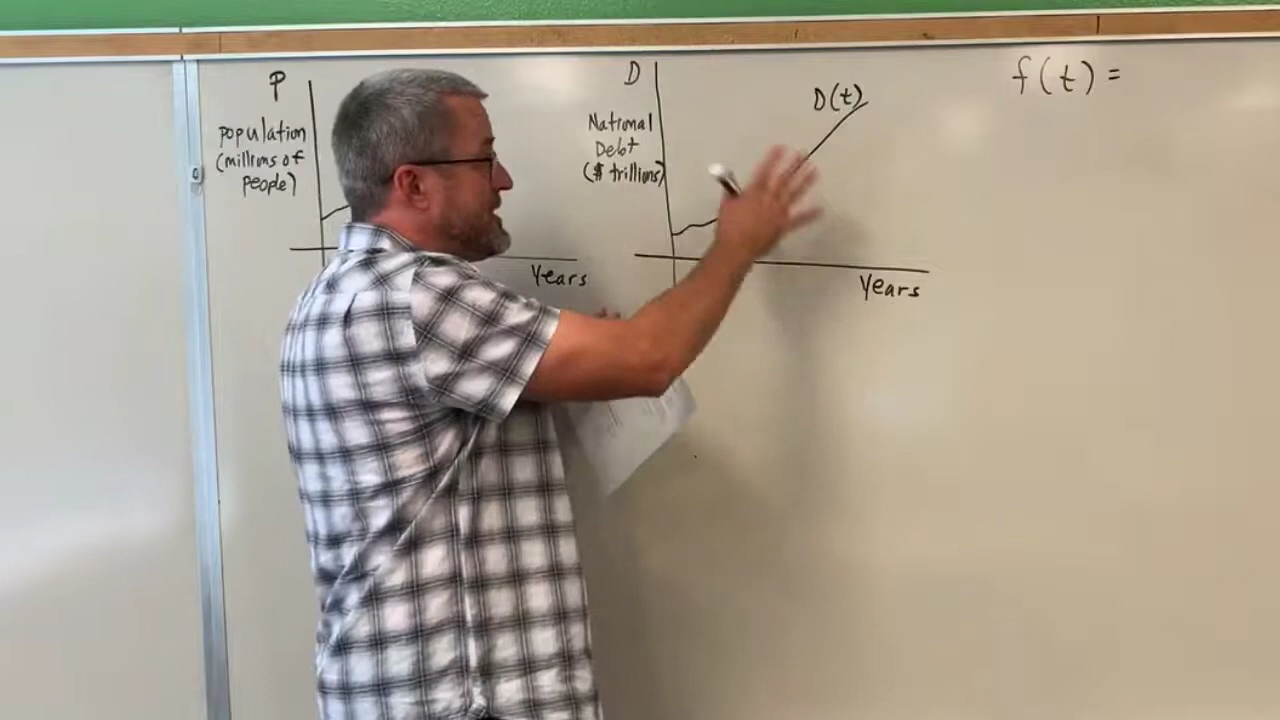 P
population
(millions of
people)
Years
D
National
Debt
($ trillions)
D(t)
Years
f(t) =